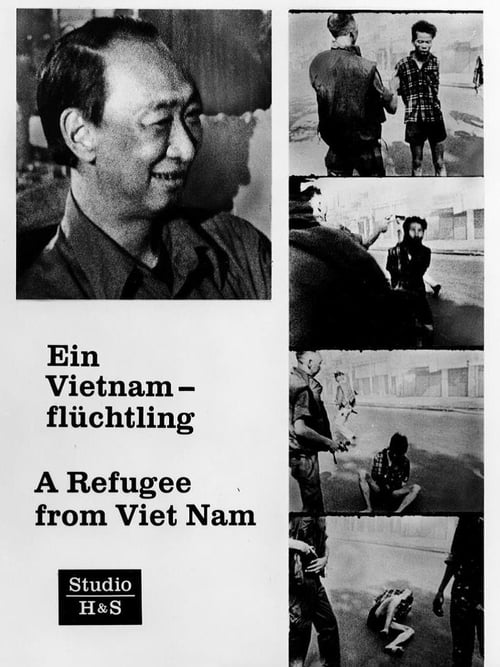 Ein
Vietnam–
flüchtling
A Refugee
from Viet Nam
Studio
H&S